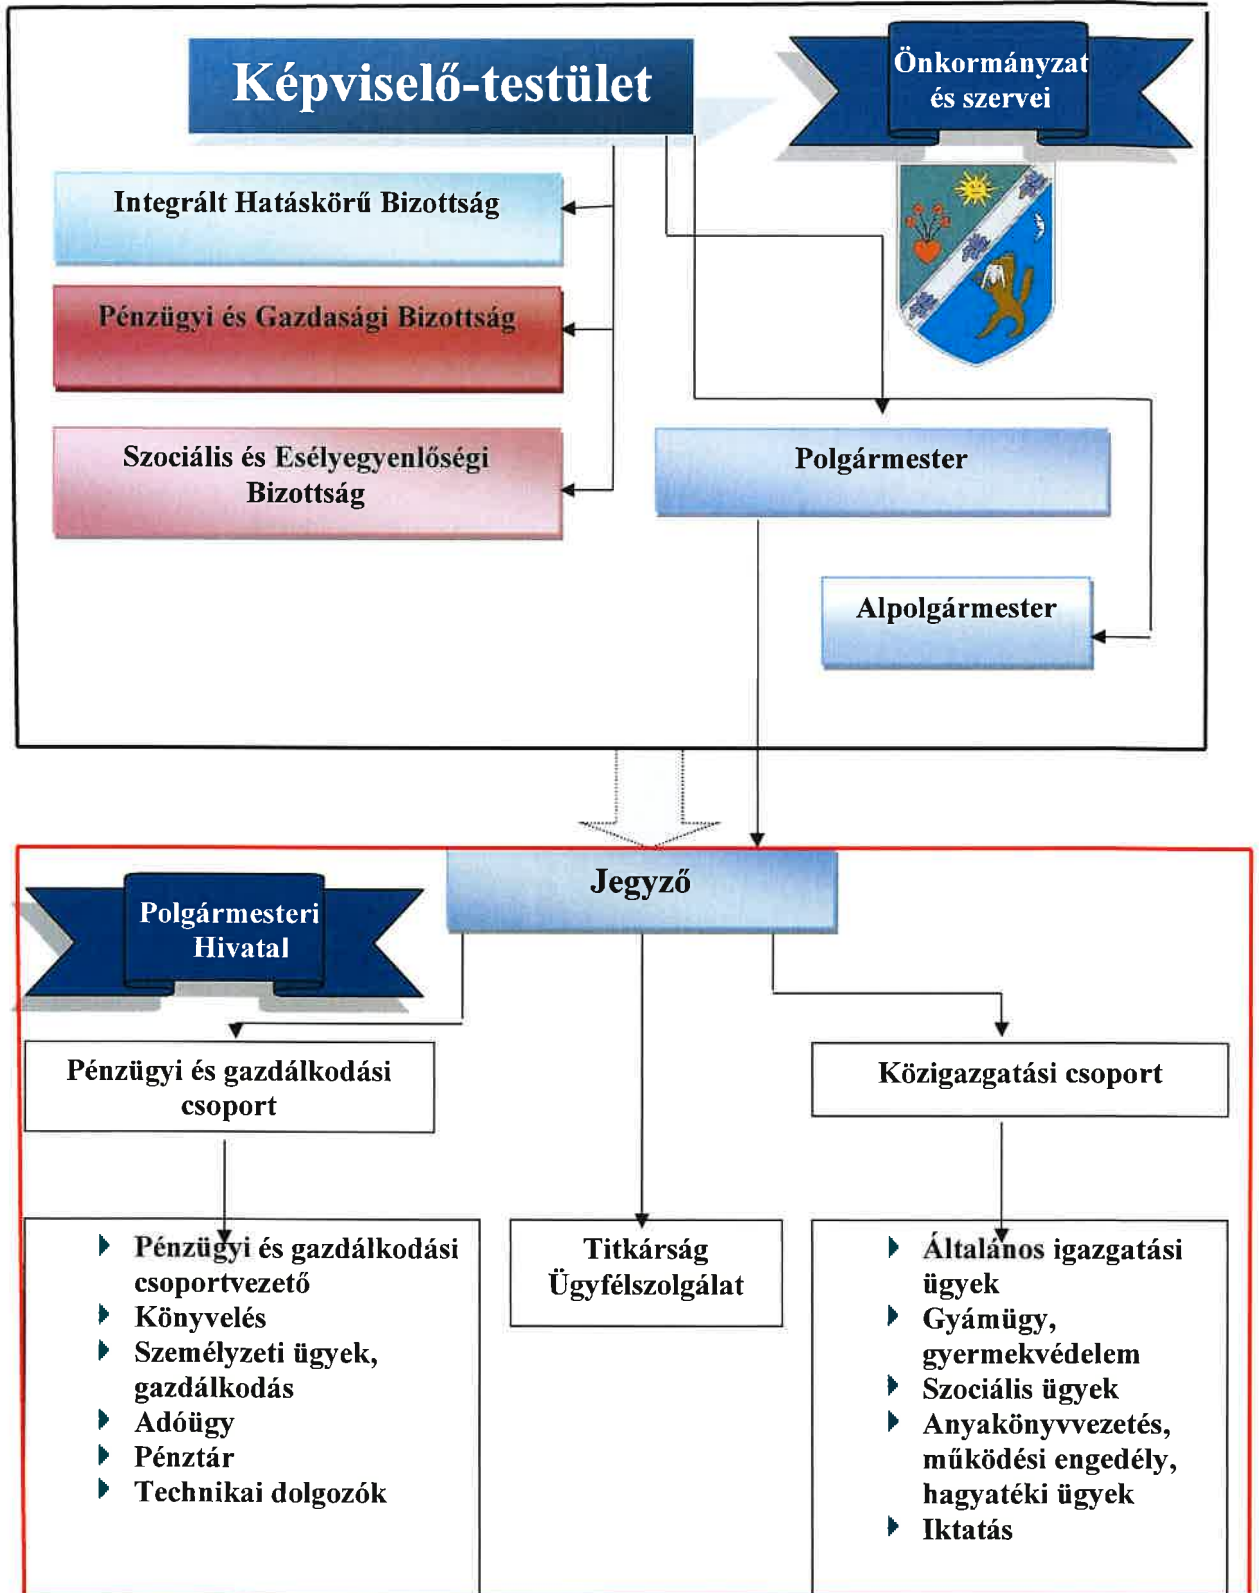 Képviselő-testület
Önkormányzat
és szervei
Integrált Hatáskörű Bizottság
Pénzügyi és Gazdasági Bizottság
Szociális és Esélyegyenlőségi
Bizottság
Polgármester
Alpolgármester
Jegyző
Polgármesteri
Hivatal
Pénzügyi és gazdálkodási
csoport
Közigazgatási csoport
Pénzügyi és gazdálkodási
csoportvezető
Könyvelés
Személyzeti ügyek,
gazdálkodás
Adóügy
Pénztár
Technikai dolgozók
Titkárság
Ügyfélszolgálat
Általános igazgatási
ügyek
Gyámügy,
gyermekvédelem
Szociális ügyek
Anyakönyvvezetés,
működési engedély,
hagyatéki ügyek
Iktatás